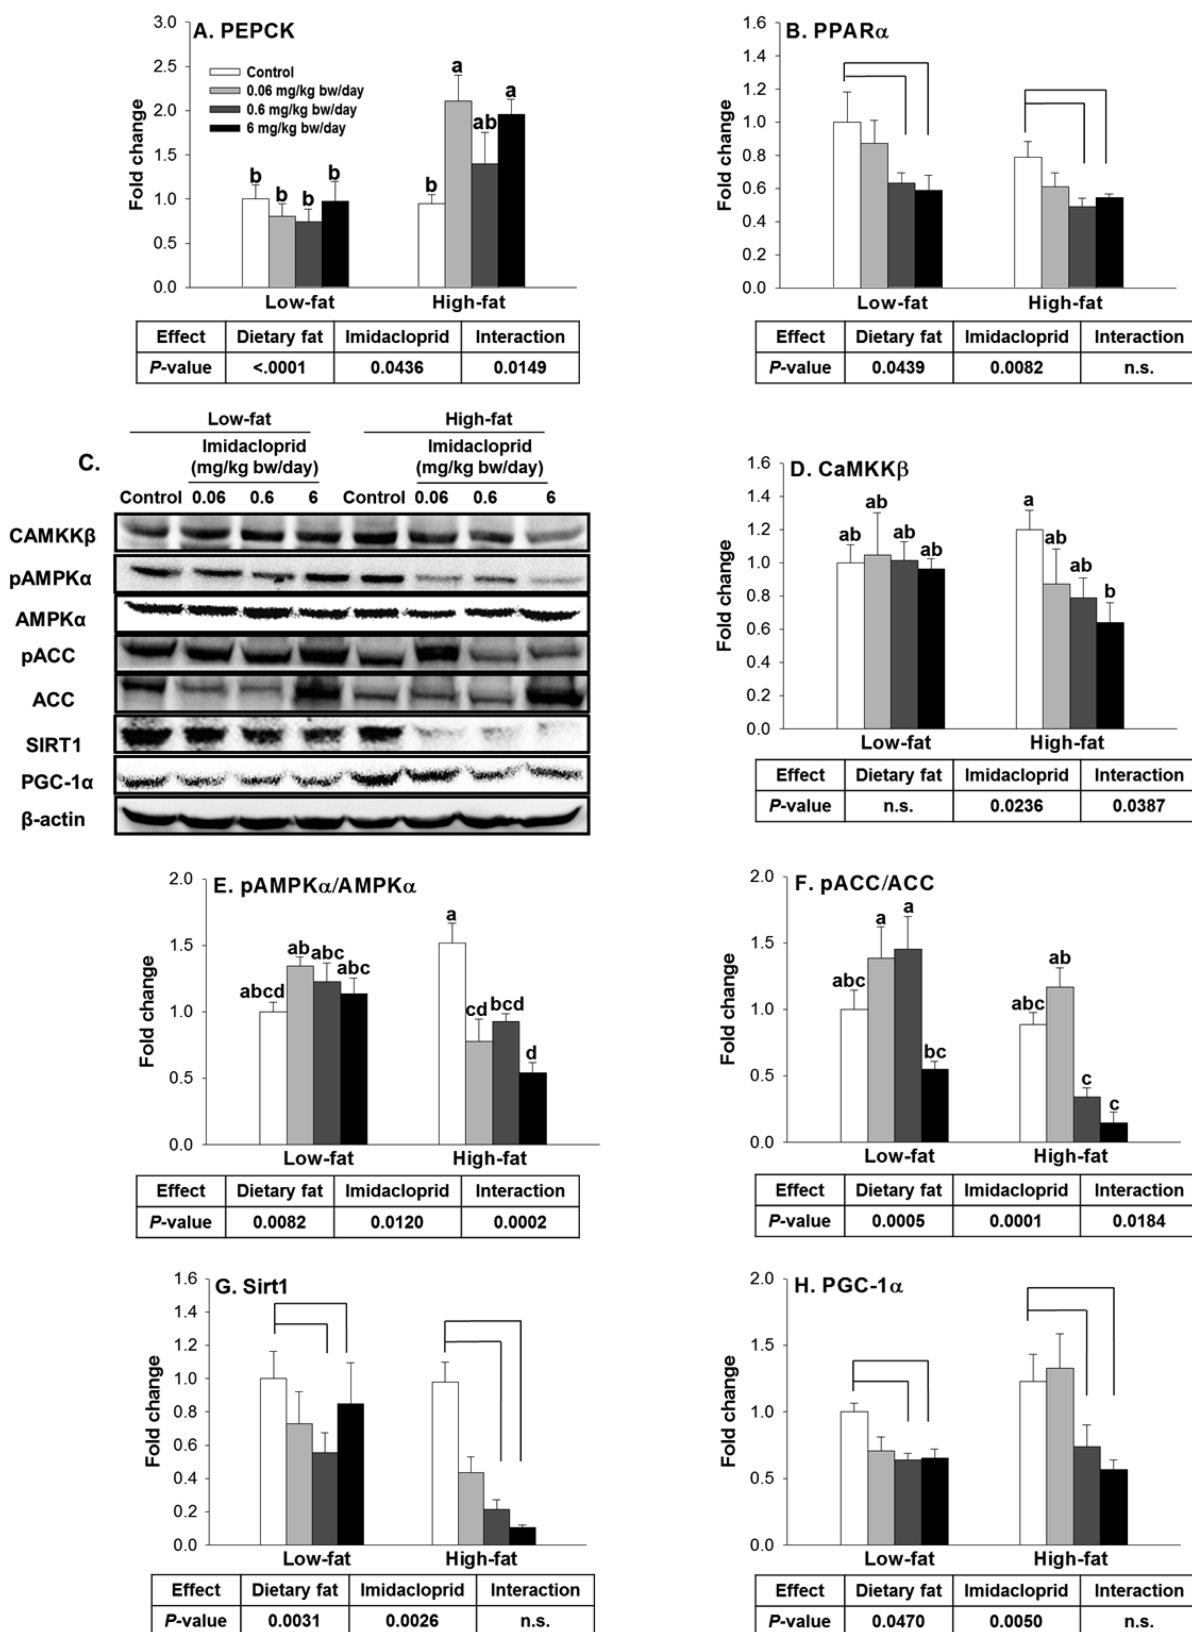 A. PEPCK
Fold change
3.0
2.5
2.0
1.5
1.0
0.5
0.0
Control
0.06 mg/kg bw/day
0.6 mg/kg bw/day
6 mg/kg bw/day
b b b b
b a ab a
Low-fat High-fat
Effect Dietary fat Imidacloprid Interaction
P-value <.0001 0.0436 0.0149
B. PPARα
Fold change
1.6
1.4
1.2
1.0
0.8
0.6
0.4
0.2
0.0
Low-fat High-fat
Effect Dietary fat Imidacloprid Interaction
P-value 0.0439 0.0082 n.s.
C.
Low-fat High-fat
Imidacloprid Imidacloprid
(mg/kg bw/day) (mg/kg bw/day)
Control 0.06 0.6 6 Control 0.06 0.6 6
CAMKKβ
pAMPKα
AMPKα
pACC
ACC
SIRT1
PGC-1α
β-actin
D. CaMKKβ
Fold change
1.6
1.4
1.2
1.0
0.8
0.6
0.4
0.2
0.0
ab ab ab ab
a ab ab b
Low-fat High-fat
Effect Dietary fat Imidacloprid Interaction
P-value n.s. 0.0236 0.0387
E. pAMPKα/AMPKα
Fold change
2.0
1.5
1.0
0.5
0.0
abcd ab abc abc
a cd bcd d
Low-fat High-fat
Effect Dietary fat Imidacloprid Interaction
P-value 0.0082 0.0120 0.0002
F. pACC/ACC
Fold change
2.0
1.5
1.0
0.5
0.0
abc a a bc
abc ab c c
Low-fat High-fat
Effect Dietary fat Imidacloprid Interaction
P-value 0.0005 0.0001 0.0184
G. Sirt1
Fold change
1.6
1.4
1.2
1.0
0.8
0.6
0.4
0.2
0.0
Low-fat High-fat
Effect Dietary fat Imidacloprid Interaction
P-value 0.0031 0.0026 n.s.
H. PGC-1α
Fold change
2.0
1.5
1.0
0.5
0.0
Low-fat High-fat
Effect Dietary fat Imidacloprid Interaction
P-value 0.0470 0.0050 n.s.